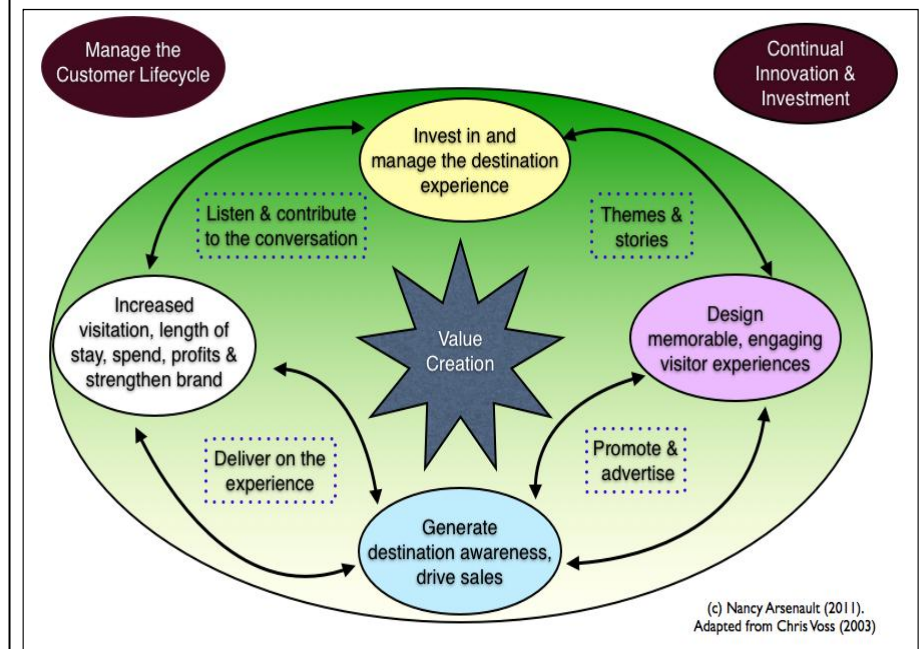 Manage the
Customer Lifecycle
Continual
Innovation &
Investment
Invest in and
manage the destination
experience
Listen & contribute
to the conversation
Themes &
stories
Increased
visitation, length of
stay, spend, profits &
strengthen brand
Value
Creation
Design
memorable, engaging
visitor experiences
Deliver on the
experience
Promote &
advertise
Generate
destination awareness,
drive sales
(c) Nancy Arsenault (2011).
Adapted from Chris Voss (2003)